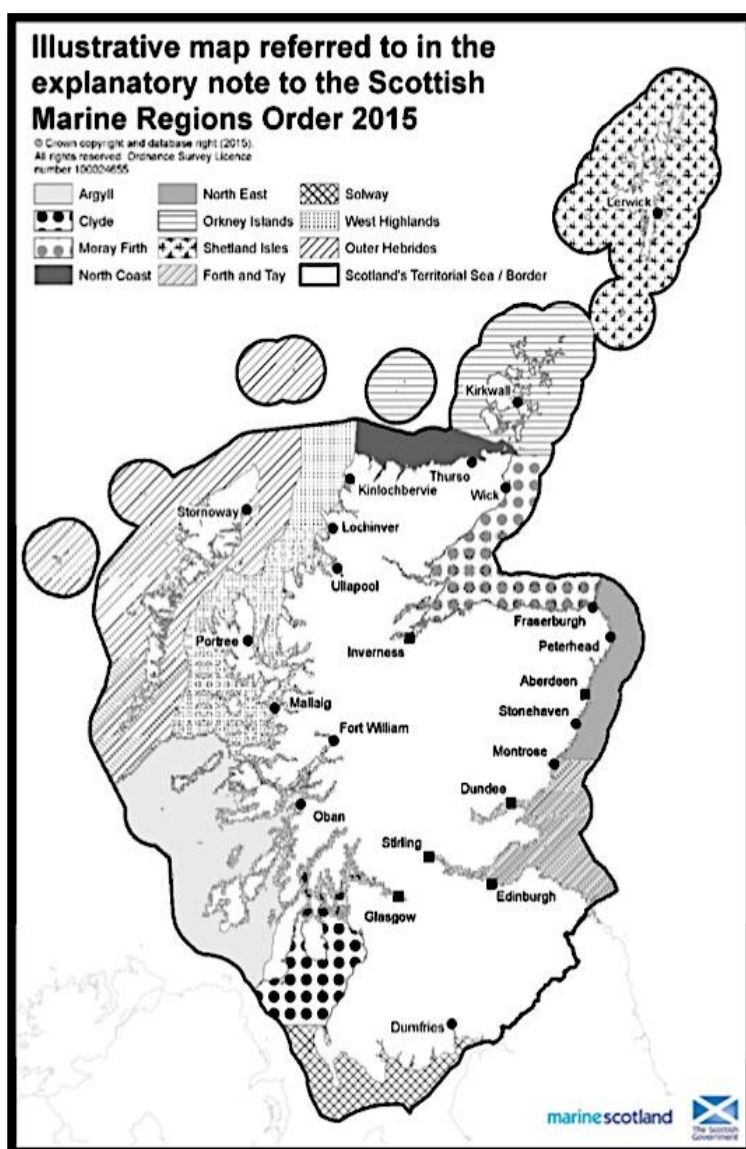 Illustrative map referred to in the
explanatory note to the Scottish
Marine Regions Order 2015
© Crown copyright and database right (2015).
All rights reserved. Ordnance Survey Licence
number 100024655
Argyll
North East
Solway
Clyde
Orkney Islands
West Highlands
Moray Firth
Shetland Isles
Outer Hebrides
North Coast
Forth and Tay
Scotland's Territorial Sea / Border
Lerwick
Kirkwall
Thurso
Kinlochbervie
Wick
Stornoway
Lochinver
Ullapool
Fraserburgh
Portree
Inverness
Peterhead
Aberdeen
Mallaig
Stonehaven
Fort William
Montrose
Dundee
Oban
Stirling
Edinburgh
Glasgow
Dumfries
marinescotland
The Scottish
Government